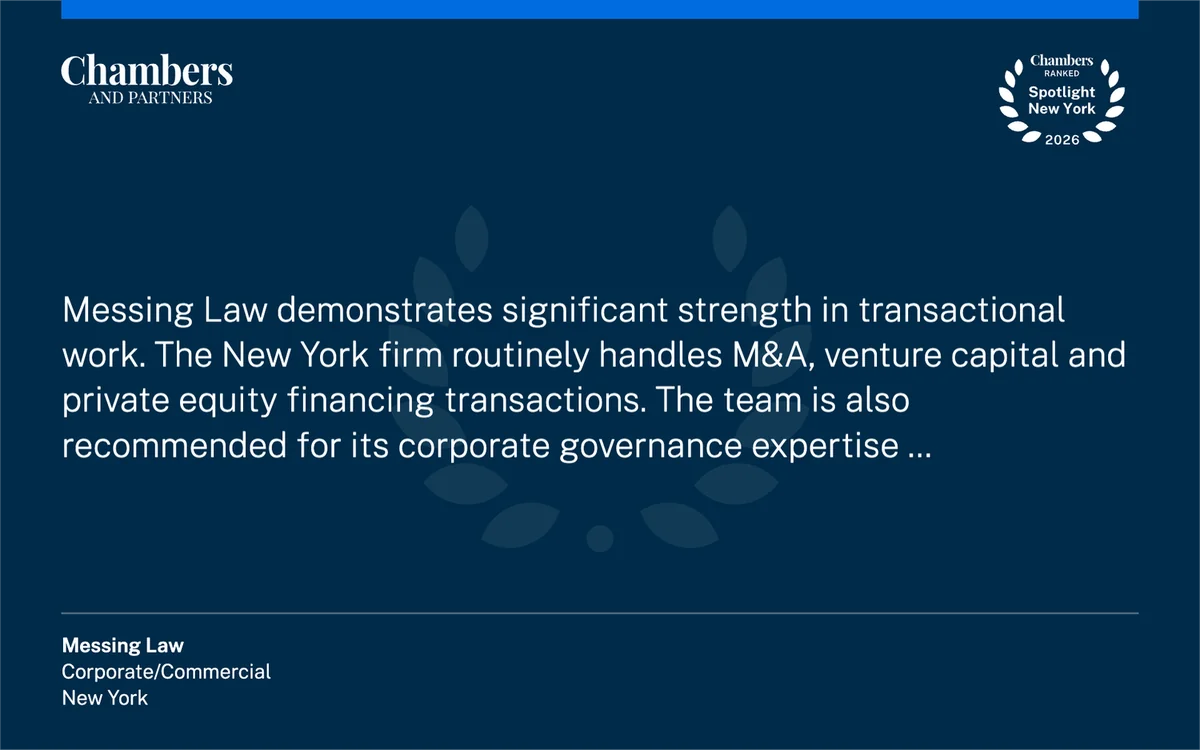 Chambers
AND PARTNERS
Chambers
RANKED
Spotlight
New York
2026
Messing Law demonstrates significant strength in transactional
work. The New York firm routinely handles M&A, venture capital and
private equity financing transactions. The team is also
recommended for its corporate governance expertise ...
Messing Law
Corporate/Commercial
New York